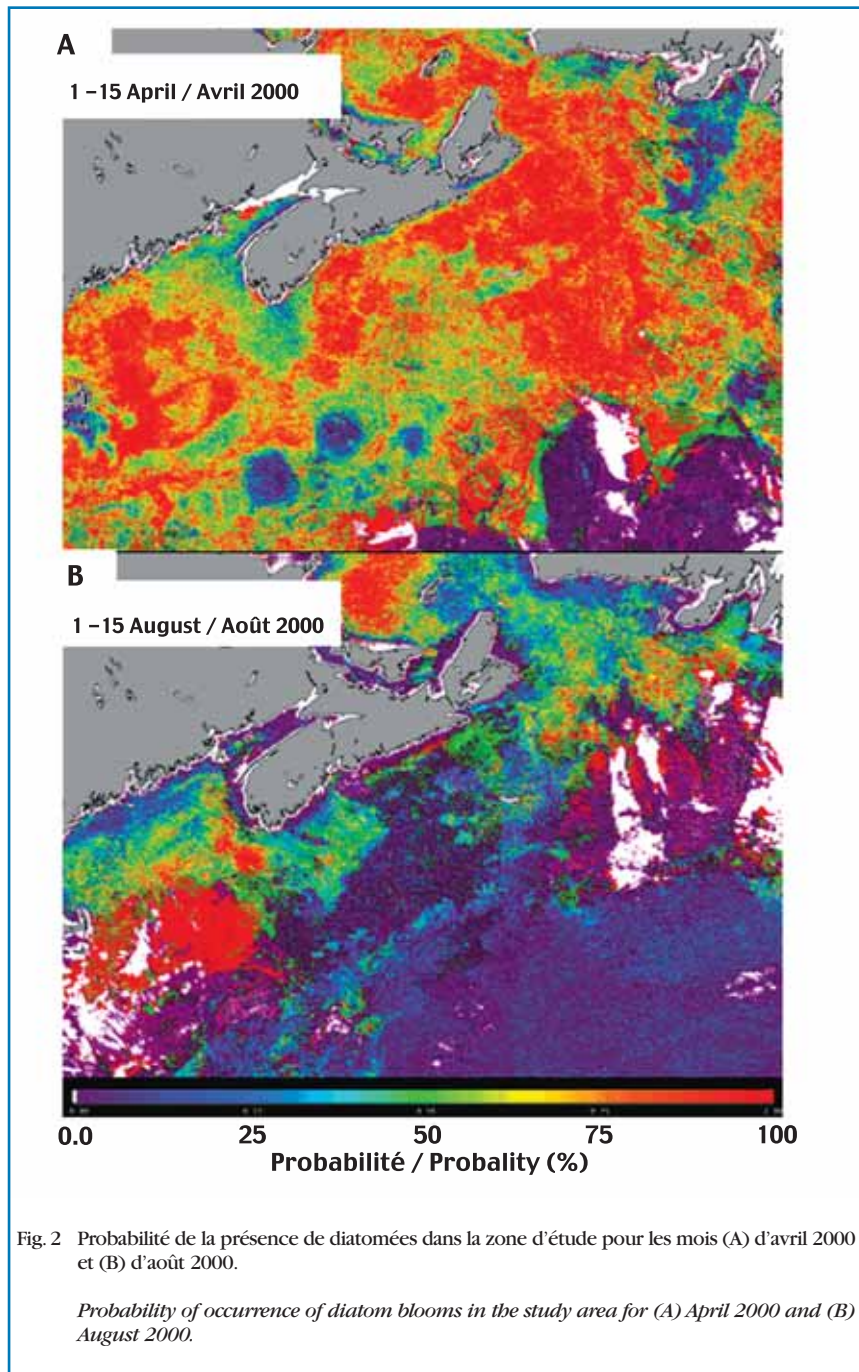 A
1 –15 April / Avril 2000
B
1 –15 August / Août 2000
0.0 25 50 75 100
Probabilité / Probality (%)
Fig. 2 Probabilité de la présence de diatomées dans la zone d'étude pour les mois (A) d'avril 2000
et (B) d'août 2000.
Probability of occurrence of diatom blooms in the study area for (A) April 2000 and (B)
August 2000.